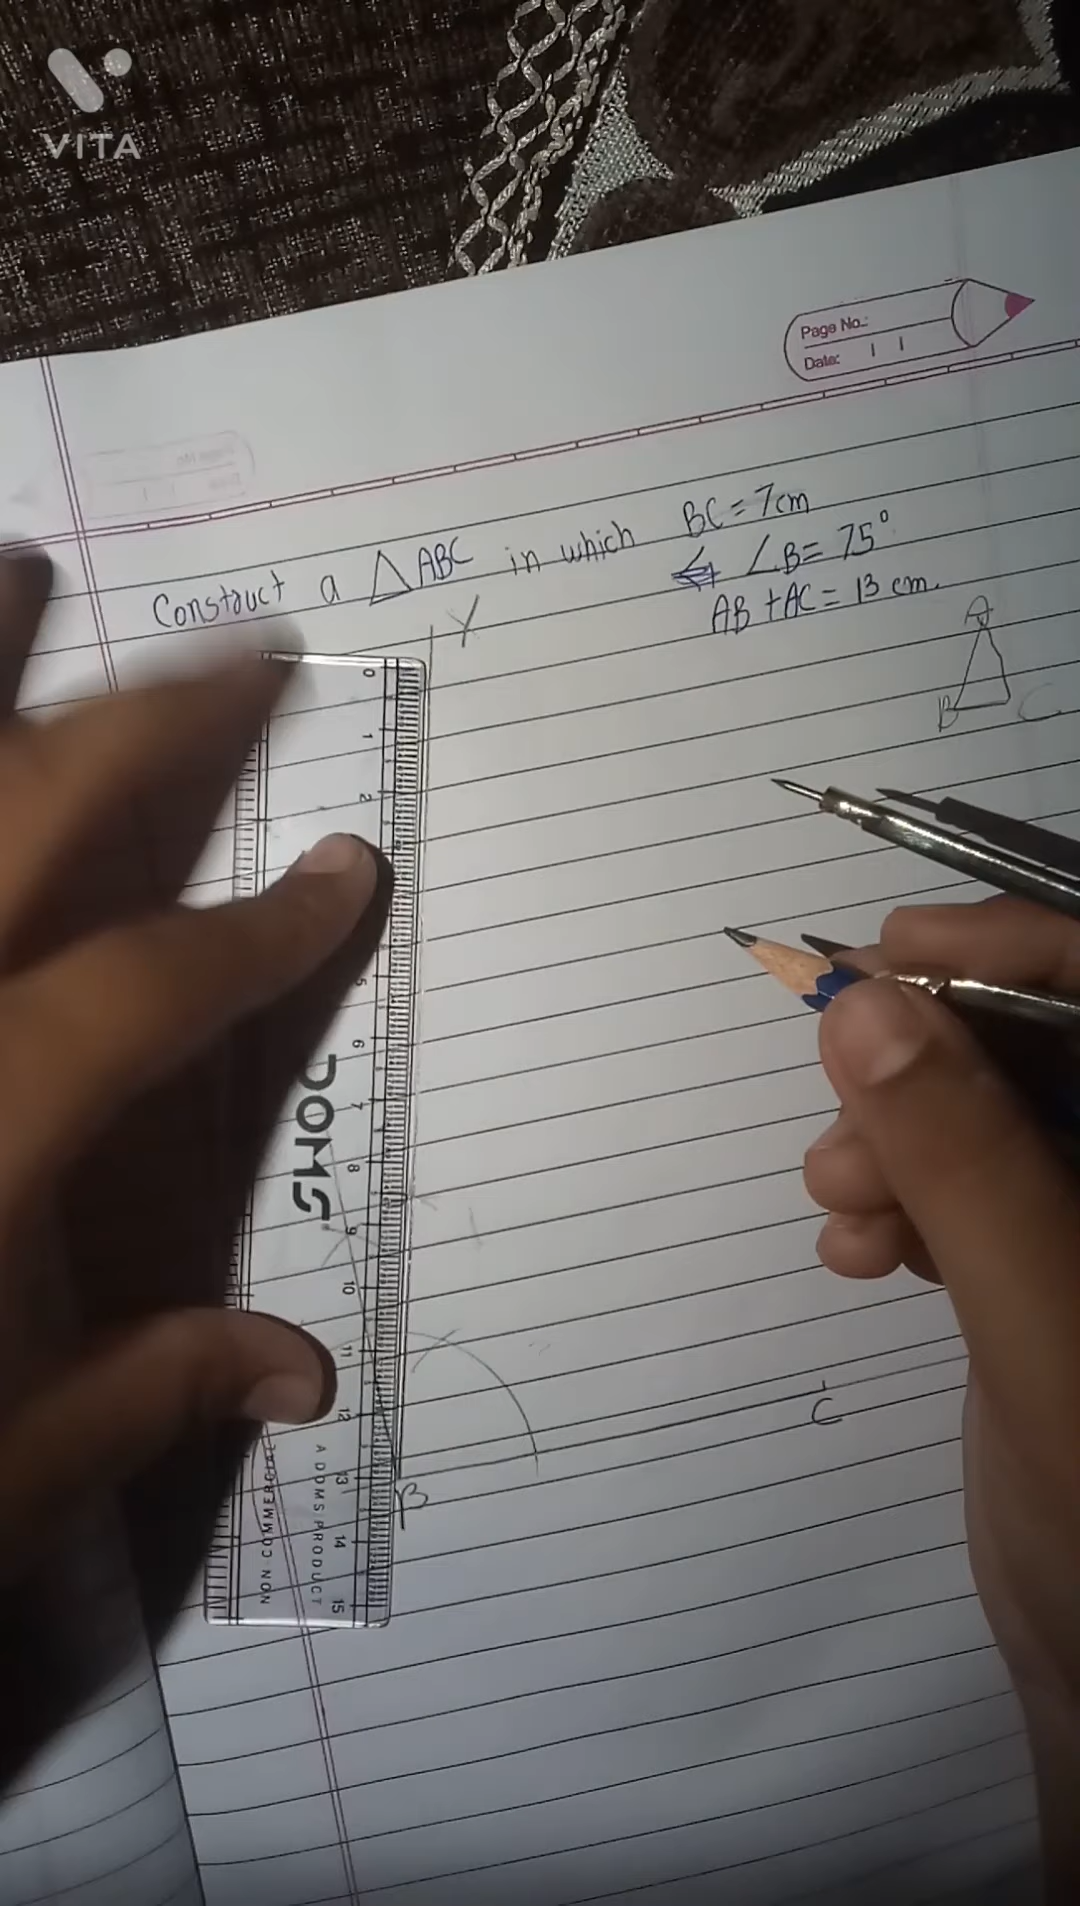 VITA
Page No.:
Date:
Construct a △ABC in which BC = 7cm
∠B = 75°
AB + AC = 13 cm.
Y
A
B C
0
1
2
5
6
7
8
9
10
11
12
13
14
15
DOMS
A DOMS PRODUCT
NON-COMMERCIAL
C
B